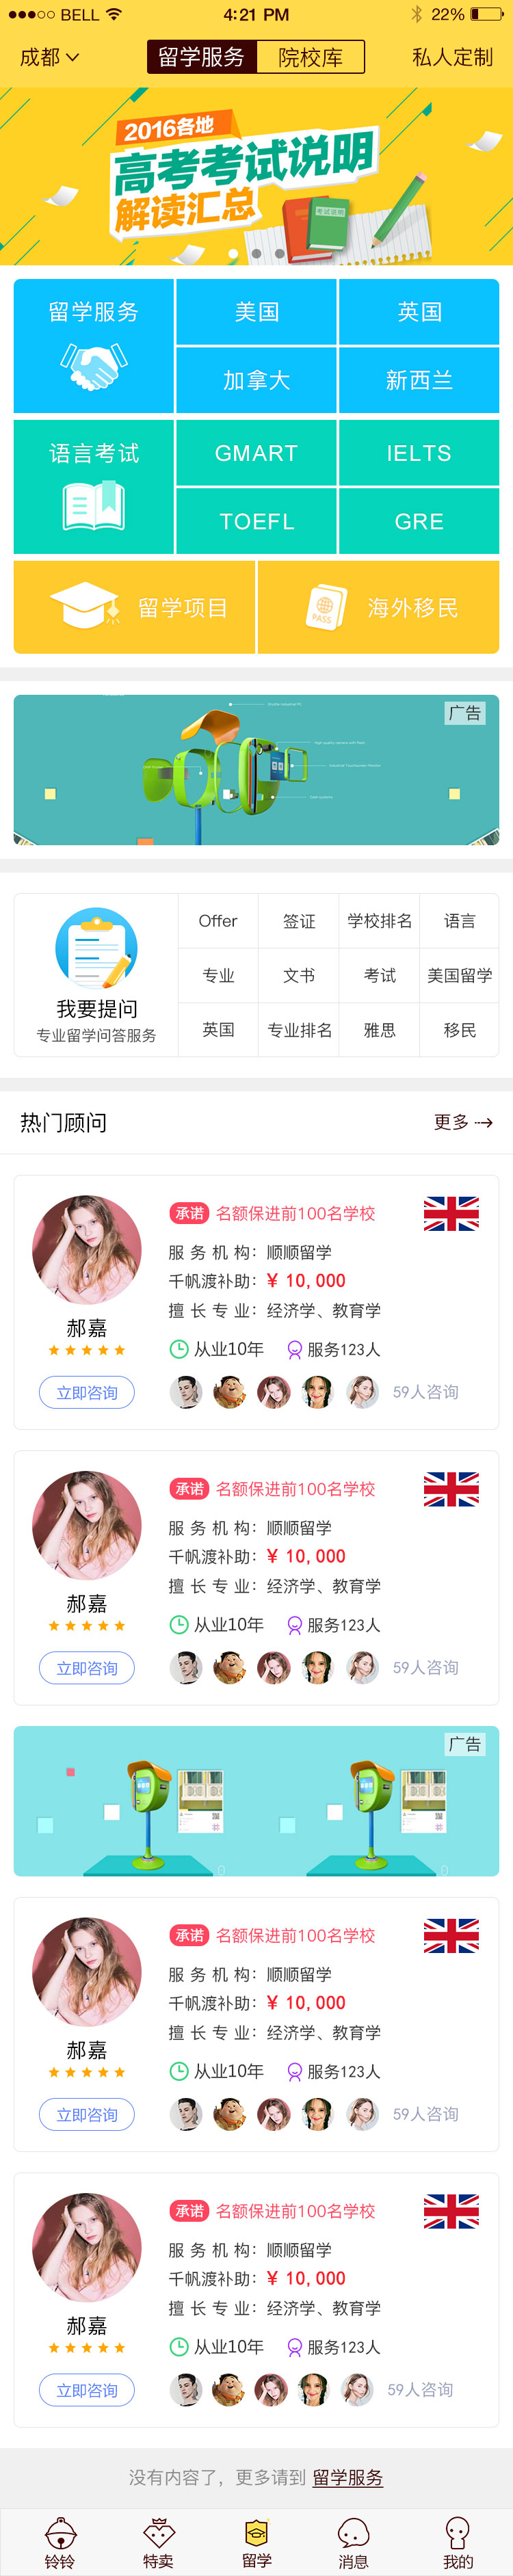 BELL 4:21 PM 22%
成都 留学服务 院校库 私人定制
2016各地
高考考试说明
解读汇总
考试说明
留学服务 美国 英国
加拿大 新西兰
语言考试 GMART IELTS
TOEFL GRE
留学项目 PASS 海外移民
广告
Offer 签证 学校排名 语言
专业 文书 考试 美国留学
英国 专业排名 雅思 移民
我要提问
专业留学问答服务
热门顾问 更多
承诺 名额保进前100名学校
服务机构：顺顺留学
千帆渡补助：¥ 10,000
擅长专业：经济学、教育学
郝嘉
从业10年 服务123人
立即咨询 59人咨询
承诺 名额保进前100名学校
服务机构：顺顺留学
千帆渡补助：¥ 10,000
擅长专业：经济学、教育学
郝嘉
从业10年 服务123人
立即咨询 59人咨询
广告
承诺 名额保进前100名学校
服务机构：顺顺留学
千帆渡补助：¥ 10,000
擅长专业：经济学、教育学
郝嘉
从业10年 服务123人
立即咨询 59人咨询
承诺 名额保进前100名学校
服务机构：顺顺留学
千帆渡补助：¥ 10,000
擅长专业：经济学、教育学
郝嘉
从业10年 服务123人
立即咨询 59人咨询
没有内容了，更多请到 留学服务
铃铃 特卖 留学 消息 我的